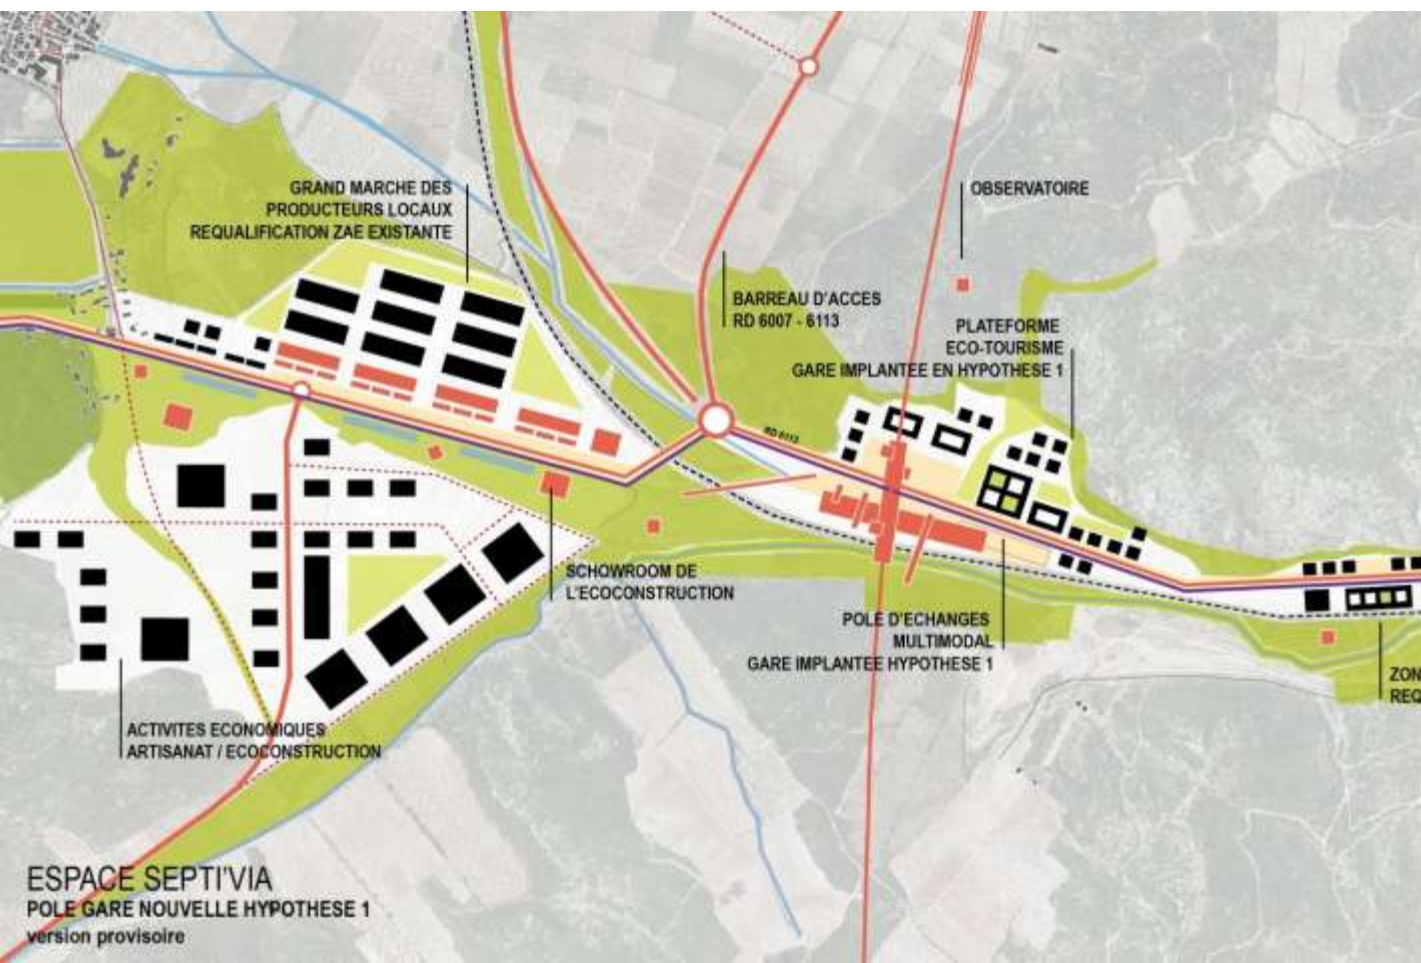 GRAND MARCHE DES
PRODUCTEURS LOCAUX
REQUALIFICATION ZAE EXISTANTE
OBSERVATOIRE
BARREAU D'ACCES
RD 6007 - 6113
PLATEFORME
ECO-TOURISME
GARE IMPLANTEE EN HYPOTHESE 1
RD 6113
SCHOWROOM DE
L'ECOCONSTRUCTION
POLE D'ECHANGES
MULTIMODAL
GARE IMPLANTEE HYPOTHESE 1
ZON
REQ
ACTIVITES ECONOMIQUES
ARTISANAT / ECOCONSTRUCTION
ESPACE SEPTI'VIA
POLE GARE NOUVELLE HYPOTHESE 1
version provisoire